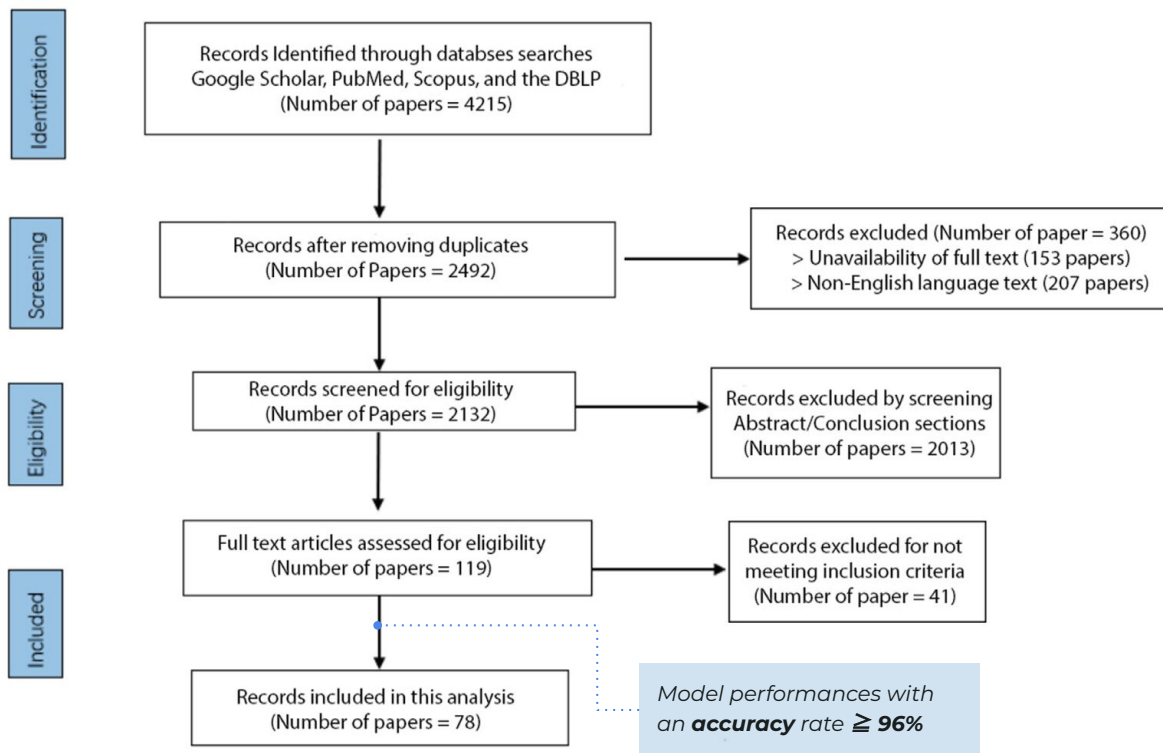 Identification
Records Identified through databses searches
Google Scholar, PubMed, Scopus, and the DBLP
(Number of papers = 4215)
Screening
Records after removing duplicates
(Number of Papers = 2492)
Records excluded (Number of paper = 360)
> Unavailability of full text (153 papers)
> Non-English language text (207 papers)
Eligibility
Records screened for eligibility
(Number of Papers = 2132)
Records excluded by screening
Abstract/Conclusion sections
(Number of papers = 2013)
Included
Full text articles assessed for eligibility
(Number of papers = 119)
Records excluded for not
meeting inclusion criteria
(Number of paper = 41)
Records included in this analysis
(Number of papers = 78)
Model performances with
an accuracy rate ≧ 96%